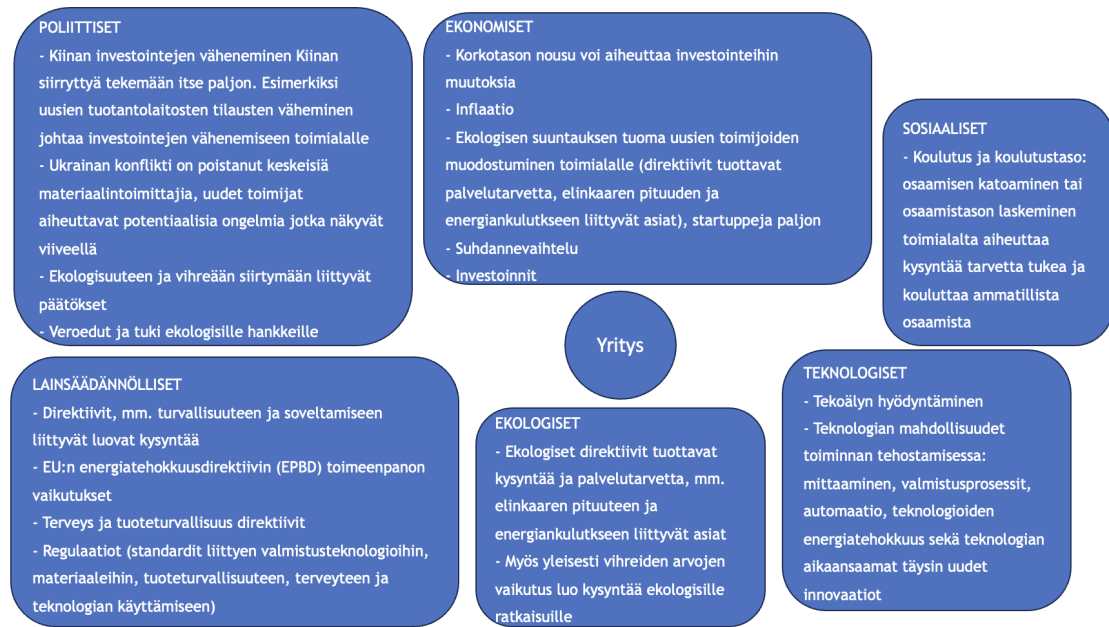 POLIITTISET
- Kiinan investointejen väheneminen Kiinan
siirryttyä tekemään itse paljon. Esimerkiksi
uusien tuotantolaitosten tilausten väheminen
johtaa investointejen vähenemiseen toimialalle
- Ukrainan konflikti on poistanut keskeisiä
materiaalintoimittajia, uudet toimijat
aiheuttavat potentiaalisia ongelmia jotka näkyvät
viiveellä
- Ekologisuuteen ja vihreään siirtymään liittyvät
päätökset
- Veroedut ja tuki ekologisille hankkeille
EKONOMISET
- Korkotason nousu voi aiheuttaa investointeihin
muutoksia
- Inflaatio
- Ekologisen suuntauksen tuoma uusien toimijoiden
muodostuminen toimialalle (direktiivit tuottavat
palvelutarvetta, elinkaaren pituuden ja
energiankulutkseen liittyvät asiat), startuppeja paljon
- Suhdannevaihtelu
- Investoinnit
SOSIAALISET
- Koulutus ja koulutustaso:
osaamisen katoaminen tai
osaamistason laskeminen
toimialalta aiheuttaa
kysyntää tarvetta tukea ja
kouluttaa ammatillista
osaamista
Yritys
LAINSÄÄDÄNNÖLLISET
- Direktiivit, mm. turvallisuuteen ja soveltamiseen
liittyvät luovat kysyntää
- EU:n energiatehokkuusdirektiivin (EPBD) toimeenpanon
vaikutukset
- Terveys ja tuoteturvallisuus direktiivit
- Regulaatiot (standardit liittyen valmistusteknologioihin,
materiaaleihin, tuoteturvallisuuteen, terveyteen ja
teknologian käyttämiseen)
EKOLOGISET
- Ekologiset direktiivit tuottavat
kysyntää ja palvelutarvetta, mm.
elinkaaren pituuteen ja
energiankulutkseen liittyvät asiat
- Myös yleisesti vihreiden arvojen
vaikutus luo kysyntää ekologisille
ratkaisuille
TEKNOLOGISET
- Tekoälyn hyödyntäminen
- Teknologian mahdollisuudet
toiminnan tehostamisessa:
mittaaminen, valmistusprosessit,
automaatio, teknologioiden
energiatehokkuus sekä teknologian
aikaansaamat täysin uudet
innovaatiot